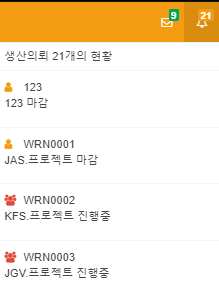 9
21
생산의뢰 21개의 현황
123
123 마감
WRN0001
JAS.프로젝트 마감
WRN0002
KFS.프로젝트 진행중
WRN0003
JGV.프로젝트 진행중